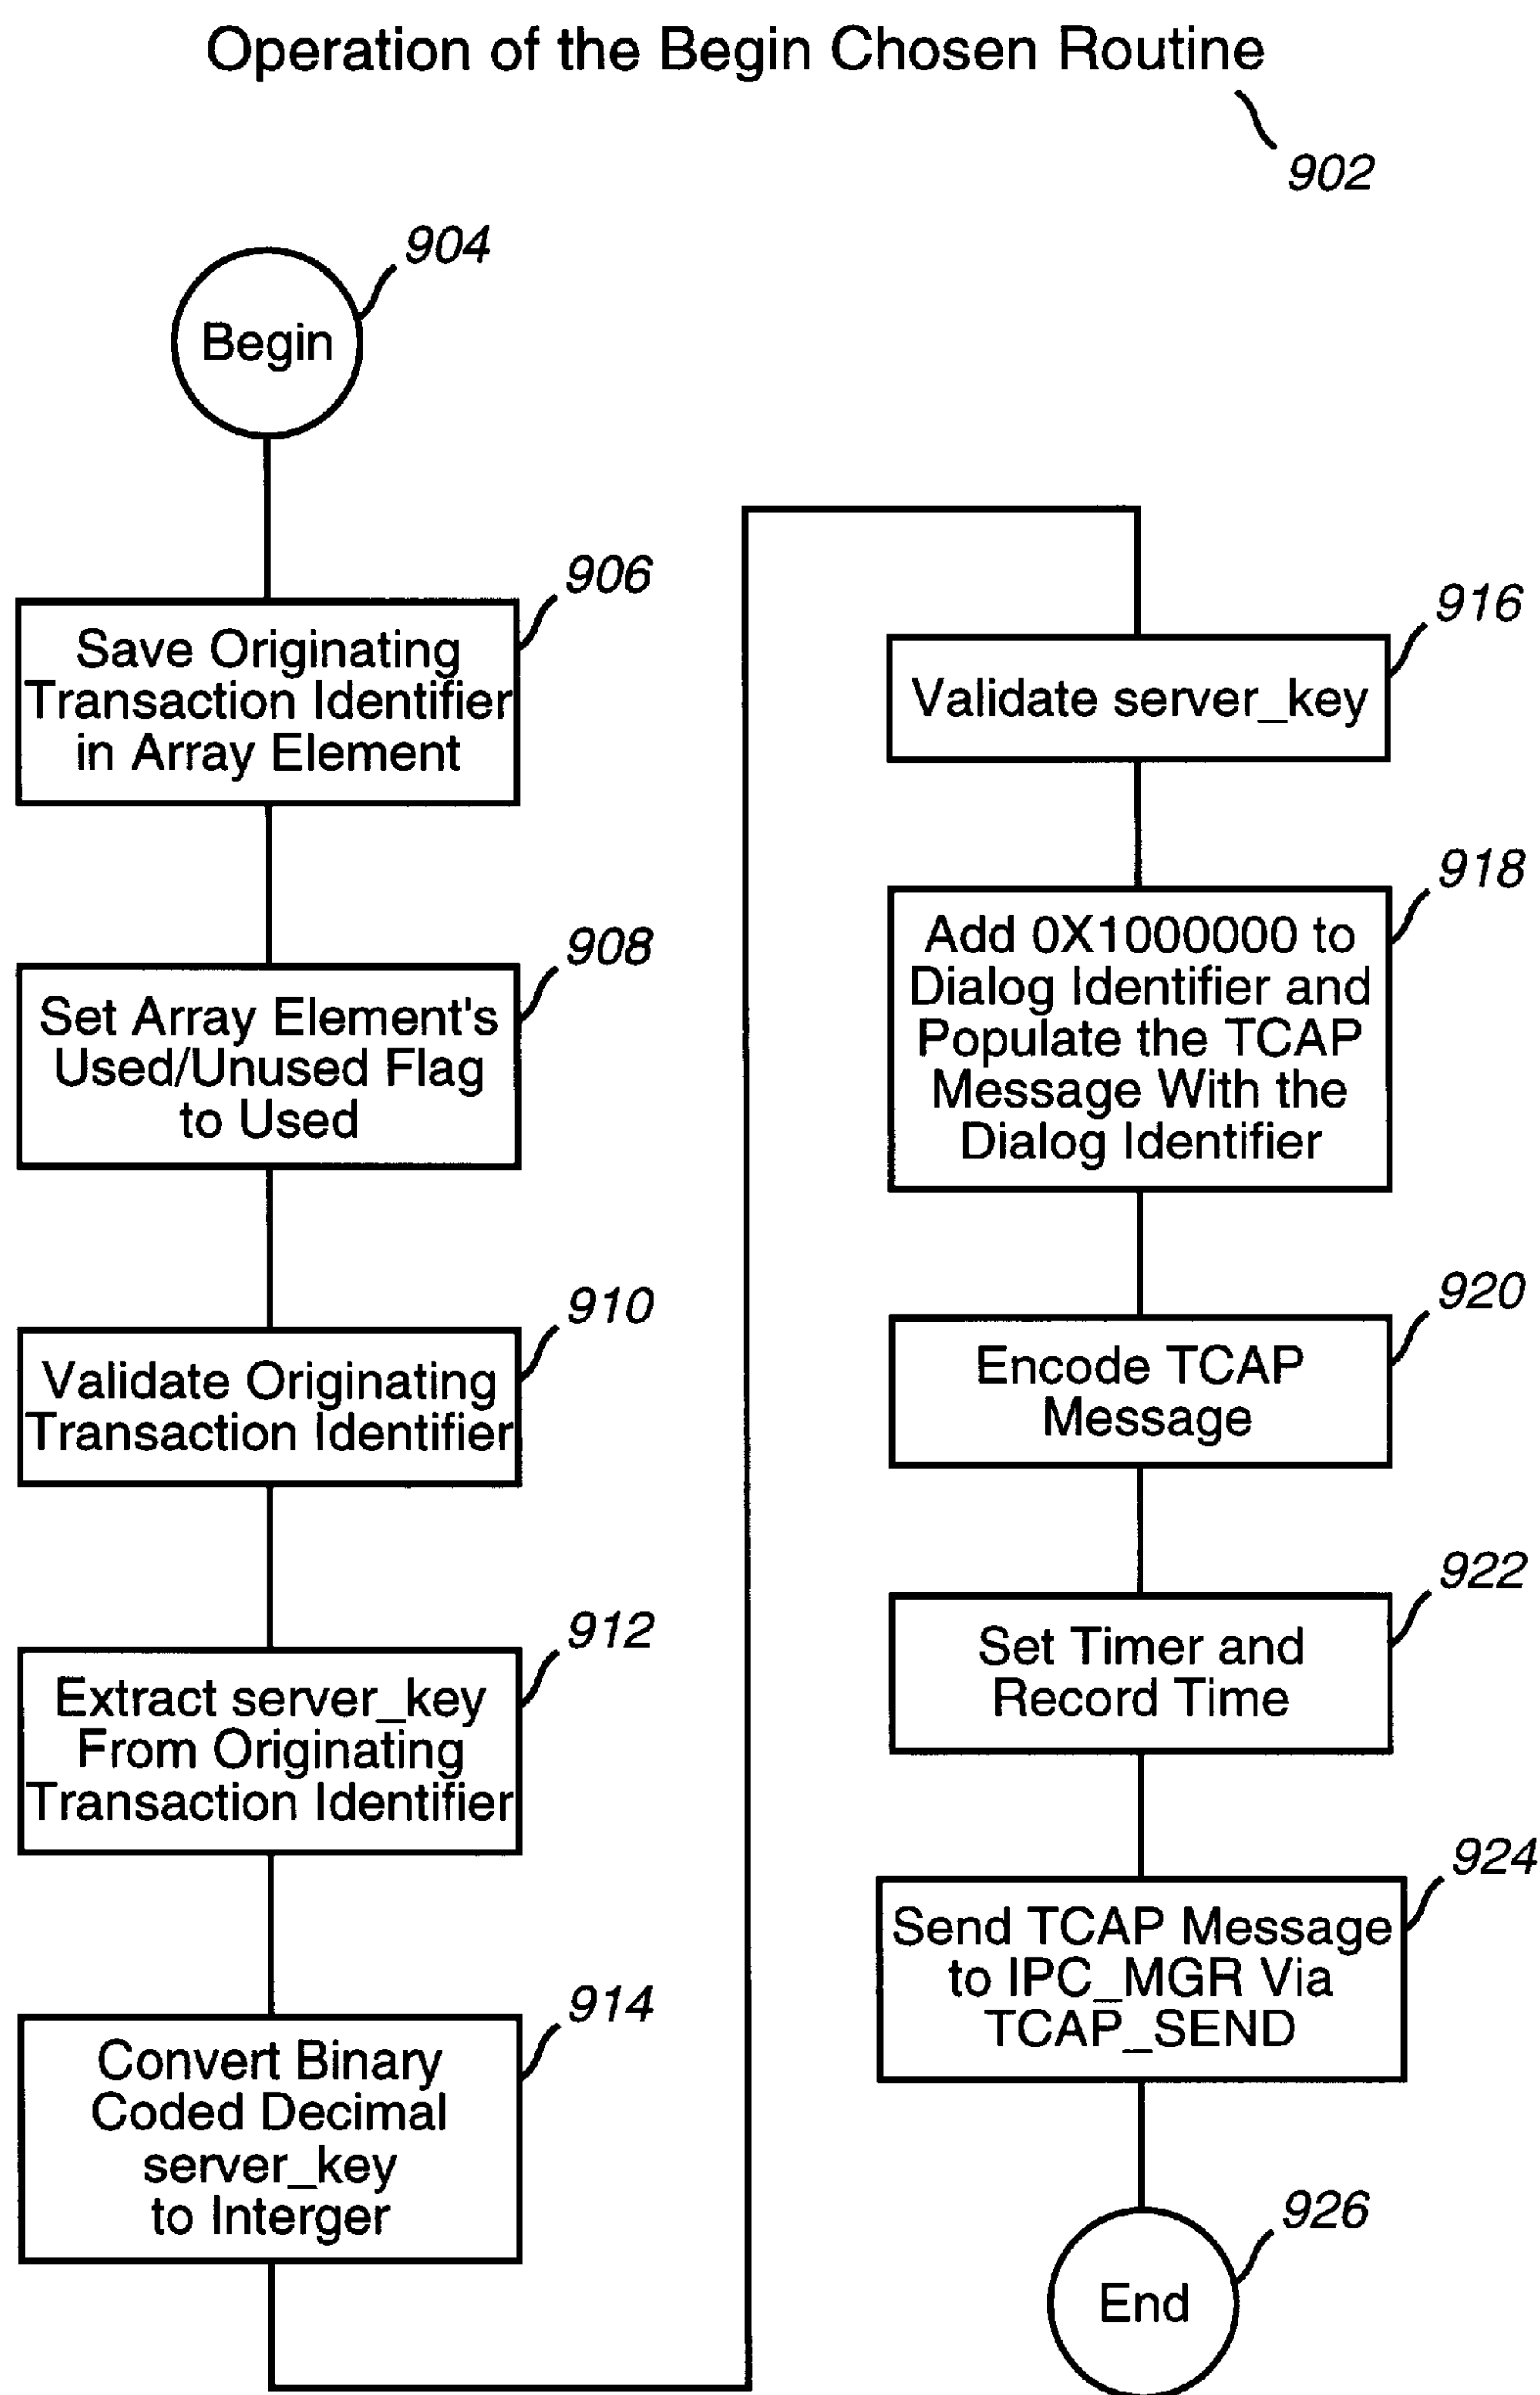 Operation of the Begin Chosen Routine
902
904
Begin
906
Save Originating
Transaction Identifier
in Array Element
908
Set Array Element's
Used/Unused Flag
to Used
910
Validate Originating
Transaction Identifier
912
Extract server_key
From Originating
Transaction Identifier
914
Convert Binary
Coded Decimal
server_key
to Interger
916
Validate server_key
918
Add 0X1000000 to
Dialog Identifier and
Populate the TCAP
Message With the
Dialog Identifier
920
Encode TCAP
Message
922
Set Timer and
Record Time
924
Send TCAP Message
to IPC_MGR Via
TCAP_SEND
926
End